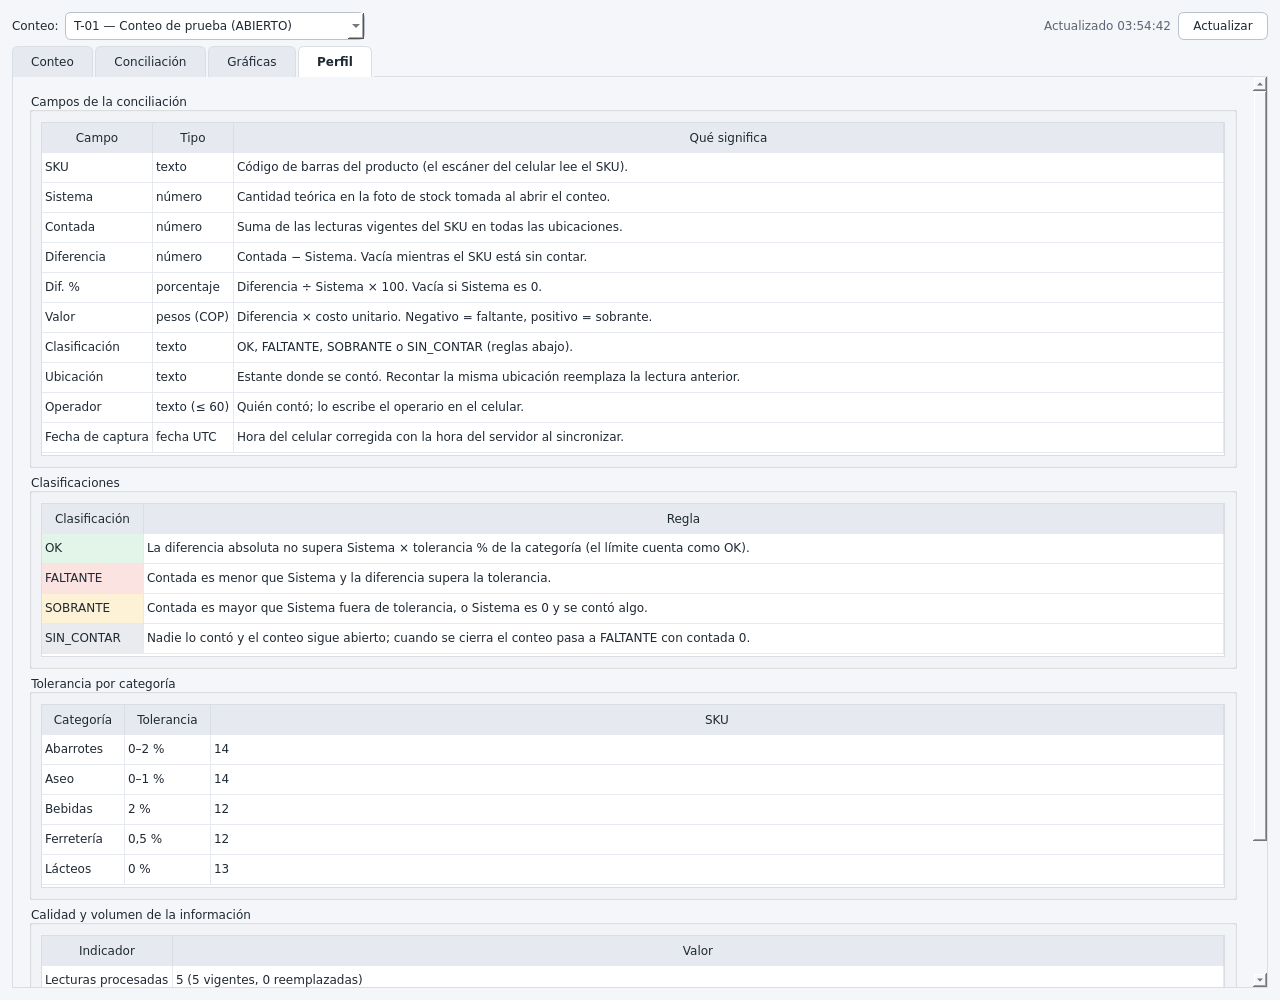 Conteo: T-01 — Conteo de prueba (ABIERTO) Actualizado 03:54:42 Actualizar
Conteo Conciliación Gráficas Perfil
Campos de la conciliación
Campo Tipo Qué significa
SKU texto Código de barras del producto (el escáner del celular lee el SKU).
Sistema número Cantidad teórica en la foto de stock tomada al abrir el conteo.
Contada número Suma de las lecturas vigentes del SKU en todas las ubicaciones.
Diferencia número Contada − Sistema. Vacía mientras el SKU está sin contar.
Dif. % porcentaje Diferencia ÷ Sistema × 100. Vacía si Sistema es 0.
Valor pesos (COP) Diferencia × costo unitario. Negativo = faltante, positivo = sobrante.
Clasificación texto OK, FALTANTE, SOBRANTE o SIN_CONTAR (reglas abajo).
Ubicación texto Estante donde se contó. Recontar la misma ubicación reemplaza la lectura anterior.
Operador texto (≤ 60) Quién contó; lo escribe el operario en el celular.
Fecha de captura fecha UTC Hora del celular corregida con la hora del servidor al sincronizar.
Clasificaciones
Clasificación Regla
OK La diferencia absoluta no supera Sistema × tolerancia % de la categoría (el límite cuenta como OK).
FALTANTE Contada es menor que Sistema y la diferencia supera la tolerancia.
SOBRANTE Contada es mayor que Sistema fuera de tolerancia, o Sistema es 0 y se contó algo.
SIN_CONTAR Nadie lo contó y el conteo sigue abierto; cuando se cierra el conteo pasa a FALTANTE con contada 0.
Tolerancia por categoría
Categoría Tolerancia SKU
Abarrotes 0–2 % 14
Aseo 0–1 % 14
Bebidas 2 % 12
Ferretería 0,5 % 12
Lácteos 0 % 13
Calidad y volumen de la información
Indicador Valor
Lecturas procesadas 5 (5 vigentes, 0 reemplazadas)